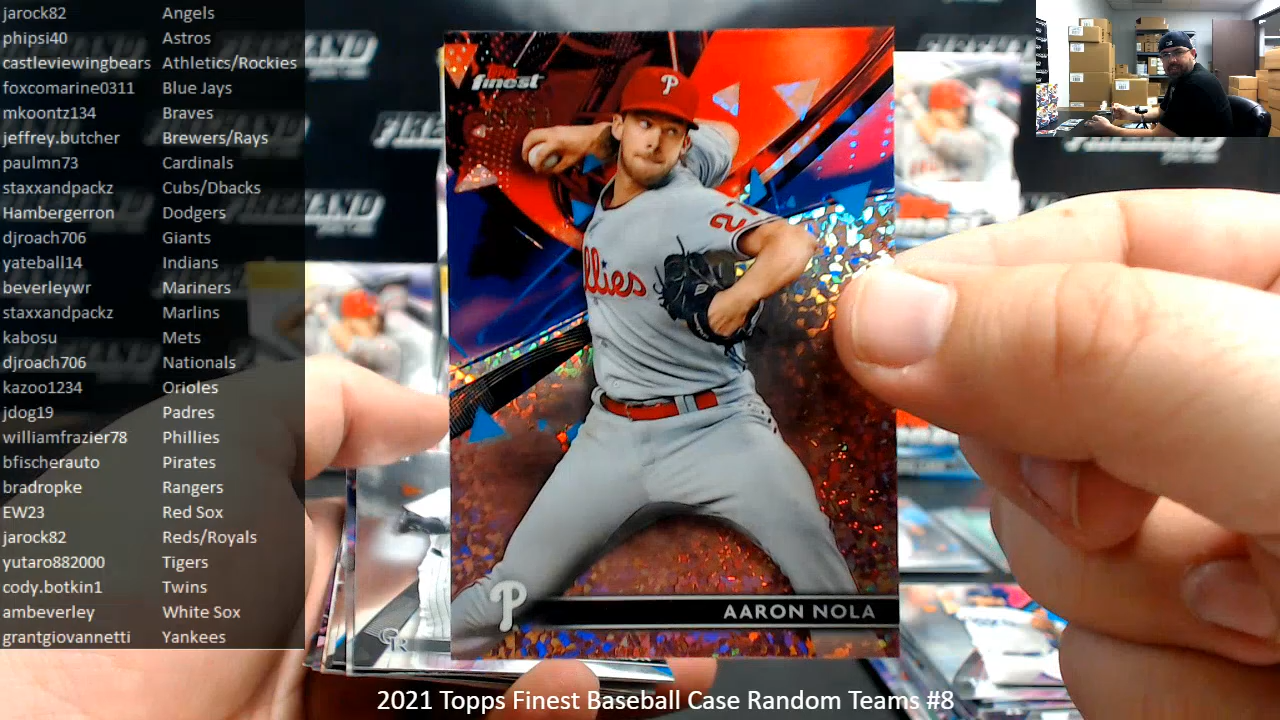 jarock82 Angels
phipsi40 Astros
castleviewingbears Athletics/Rockies
foxcomarine0311 Blue Jays
mkoontz134 Braves
jeffrey.butcher Brewers/Rays
paulmn73 Cardinals
staxxandpackz Cubs/Dbacks
Hambergerron Dodgers
djroach706 Giants
yateball14 Indians
beverleywr Mariners
staxxandpackz Marlins
kabosu Mets
djroach706 Nationals
kazoo1234 Orioles
jdog19 Padres
williamfrazier78 Phillies
bfischerauto Pirates
bradropke Rangers
EW23 Red Sox
jarock82 Reds/Royals
yutaro882000 Tigers
cody.botkin1 Twins
ambeverley White Sox
grantgiovannetti Yankees
TOPPS
finest
P
27
llies
P
AARON NOLA
CR
2021 Topps Finest Baseball Case Random Teams #8